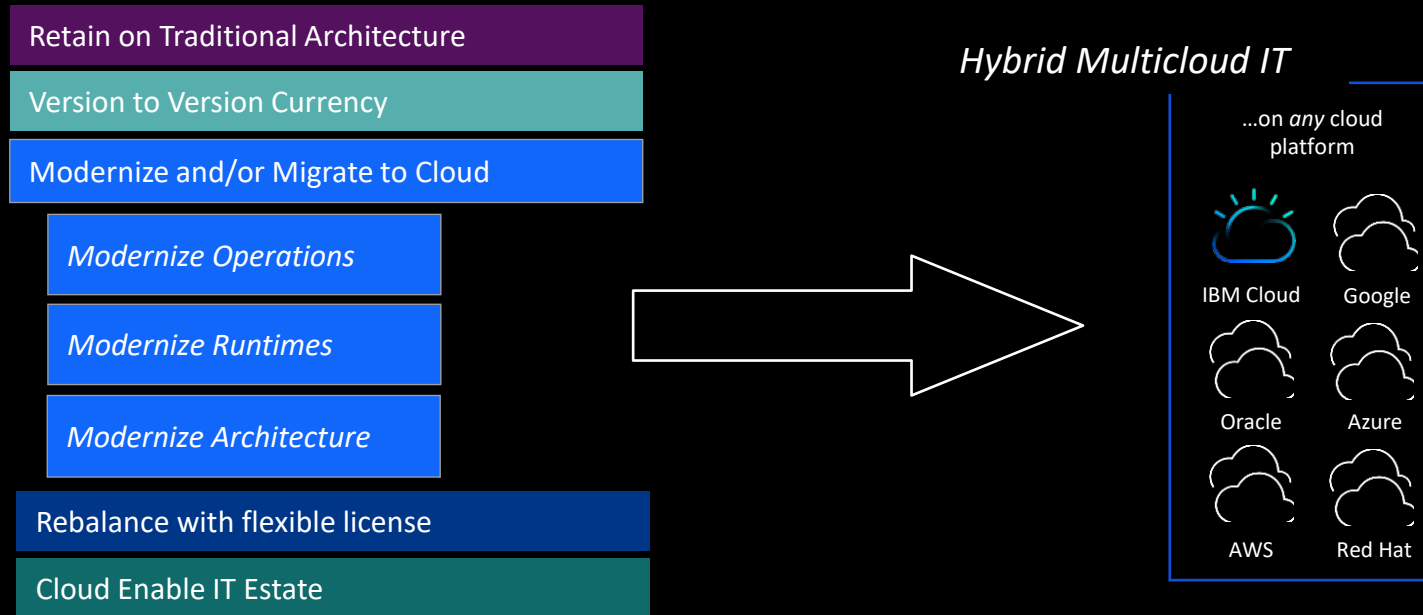 Retain on Traditional Architecture
Version to Version Currency
Modernize and/or Migrate to Cloud
Modernize Operations
Modernize Runtimes
Modernize Architecture
Rebalance with flexible license
Cloud Enable IT Estate
Hybrid Multicloud IT
...on any cloud
platform
IBM Cloud
Google
Oracle
Azure
AWS
Red Hat